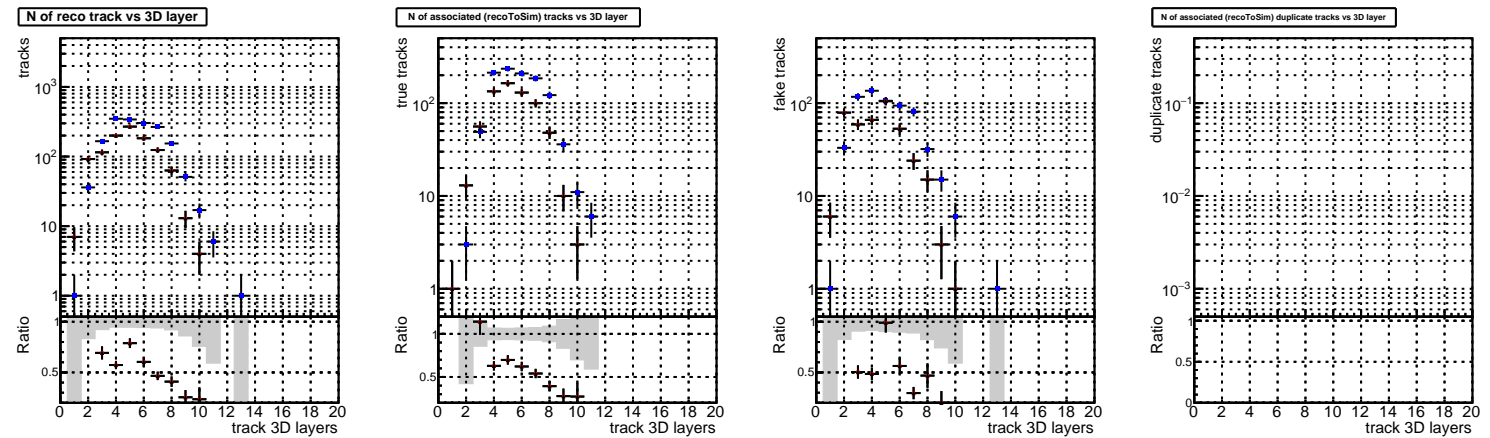 N of reco track vs 3D layer
tracks
10³
10²
10
1
Ratio
1
0.5
0 2 4 6 8 10 12 14 16 18 20
track 3D layers
N of associated (recoToSim) tracks vs 3D layer
true tracks
10²
10
1
Ratio
1
0.5
0 2 4 6 8 10 12 14 16 18 20
track 3D layers
fake tracks
10²
10
1
Ratio
1
0.5
0 2 4 6 8 10 12 14 16 18 20
track 3D layers
N of associated (recoToSim) duplicate tracks vs 3D layer
duplicate tracks
10⁻¹
10⁻²
10⁻³
Ratio
1
0.5
0
0 2 4 6 8 10 12 14 16 18 20
track 3D layers